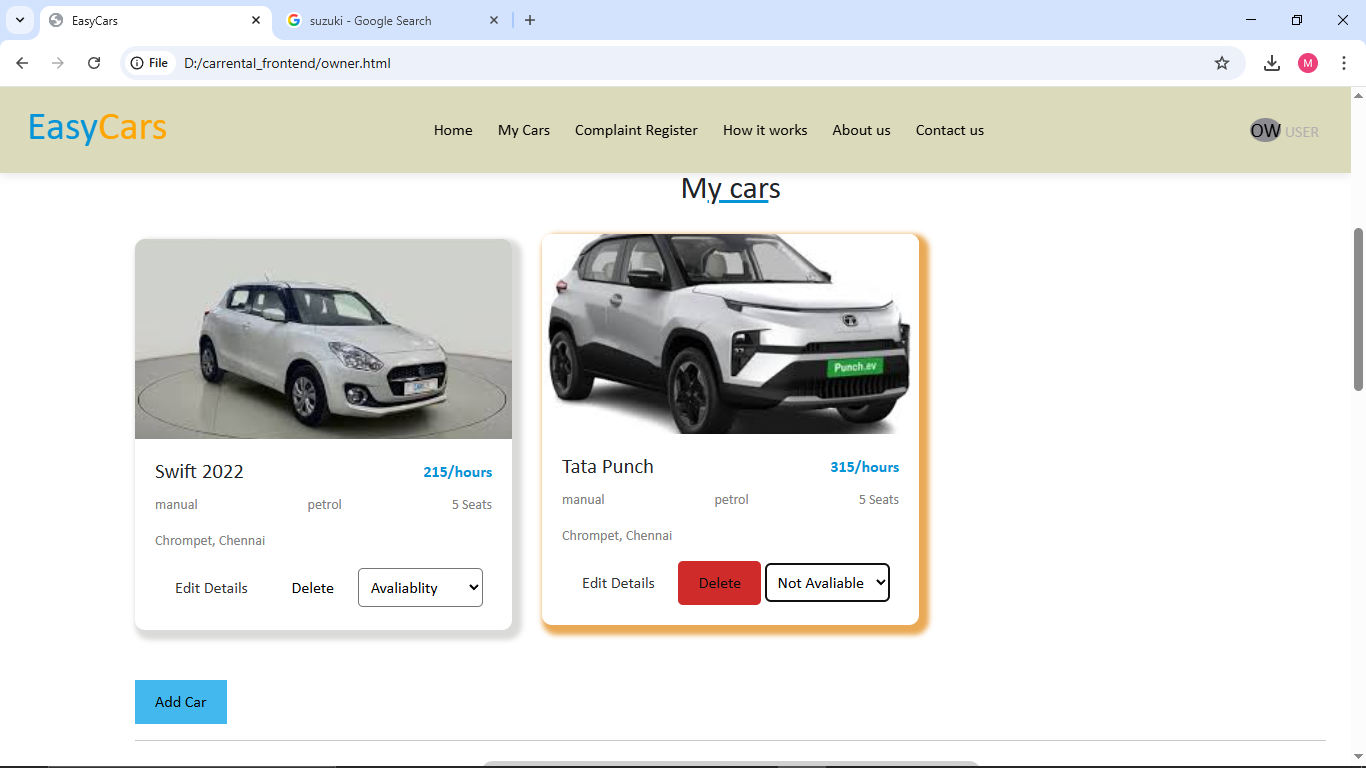 EasyCars
suzuki - Google Search
File
D:/carrental_frontend/owner.html
M
EasyCars
Home
My Cars
Complaint Register
How it works
About us
Contact us
OW USER
My cars
Punch.ev
Swift 2022
215/hours
manual
petrol
5 Seats
Chrompet, Chennai
Edit Details
Delete
Avaliablity
Tata Punch
315/hours
manual
petrol
5 Seats
Chrompet, Chennai
Edit Details
Delete
Not Avaliable
Add Car